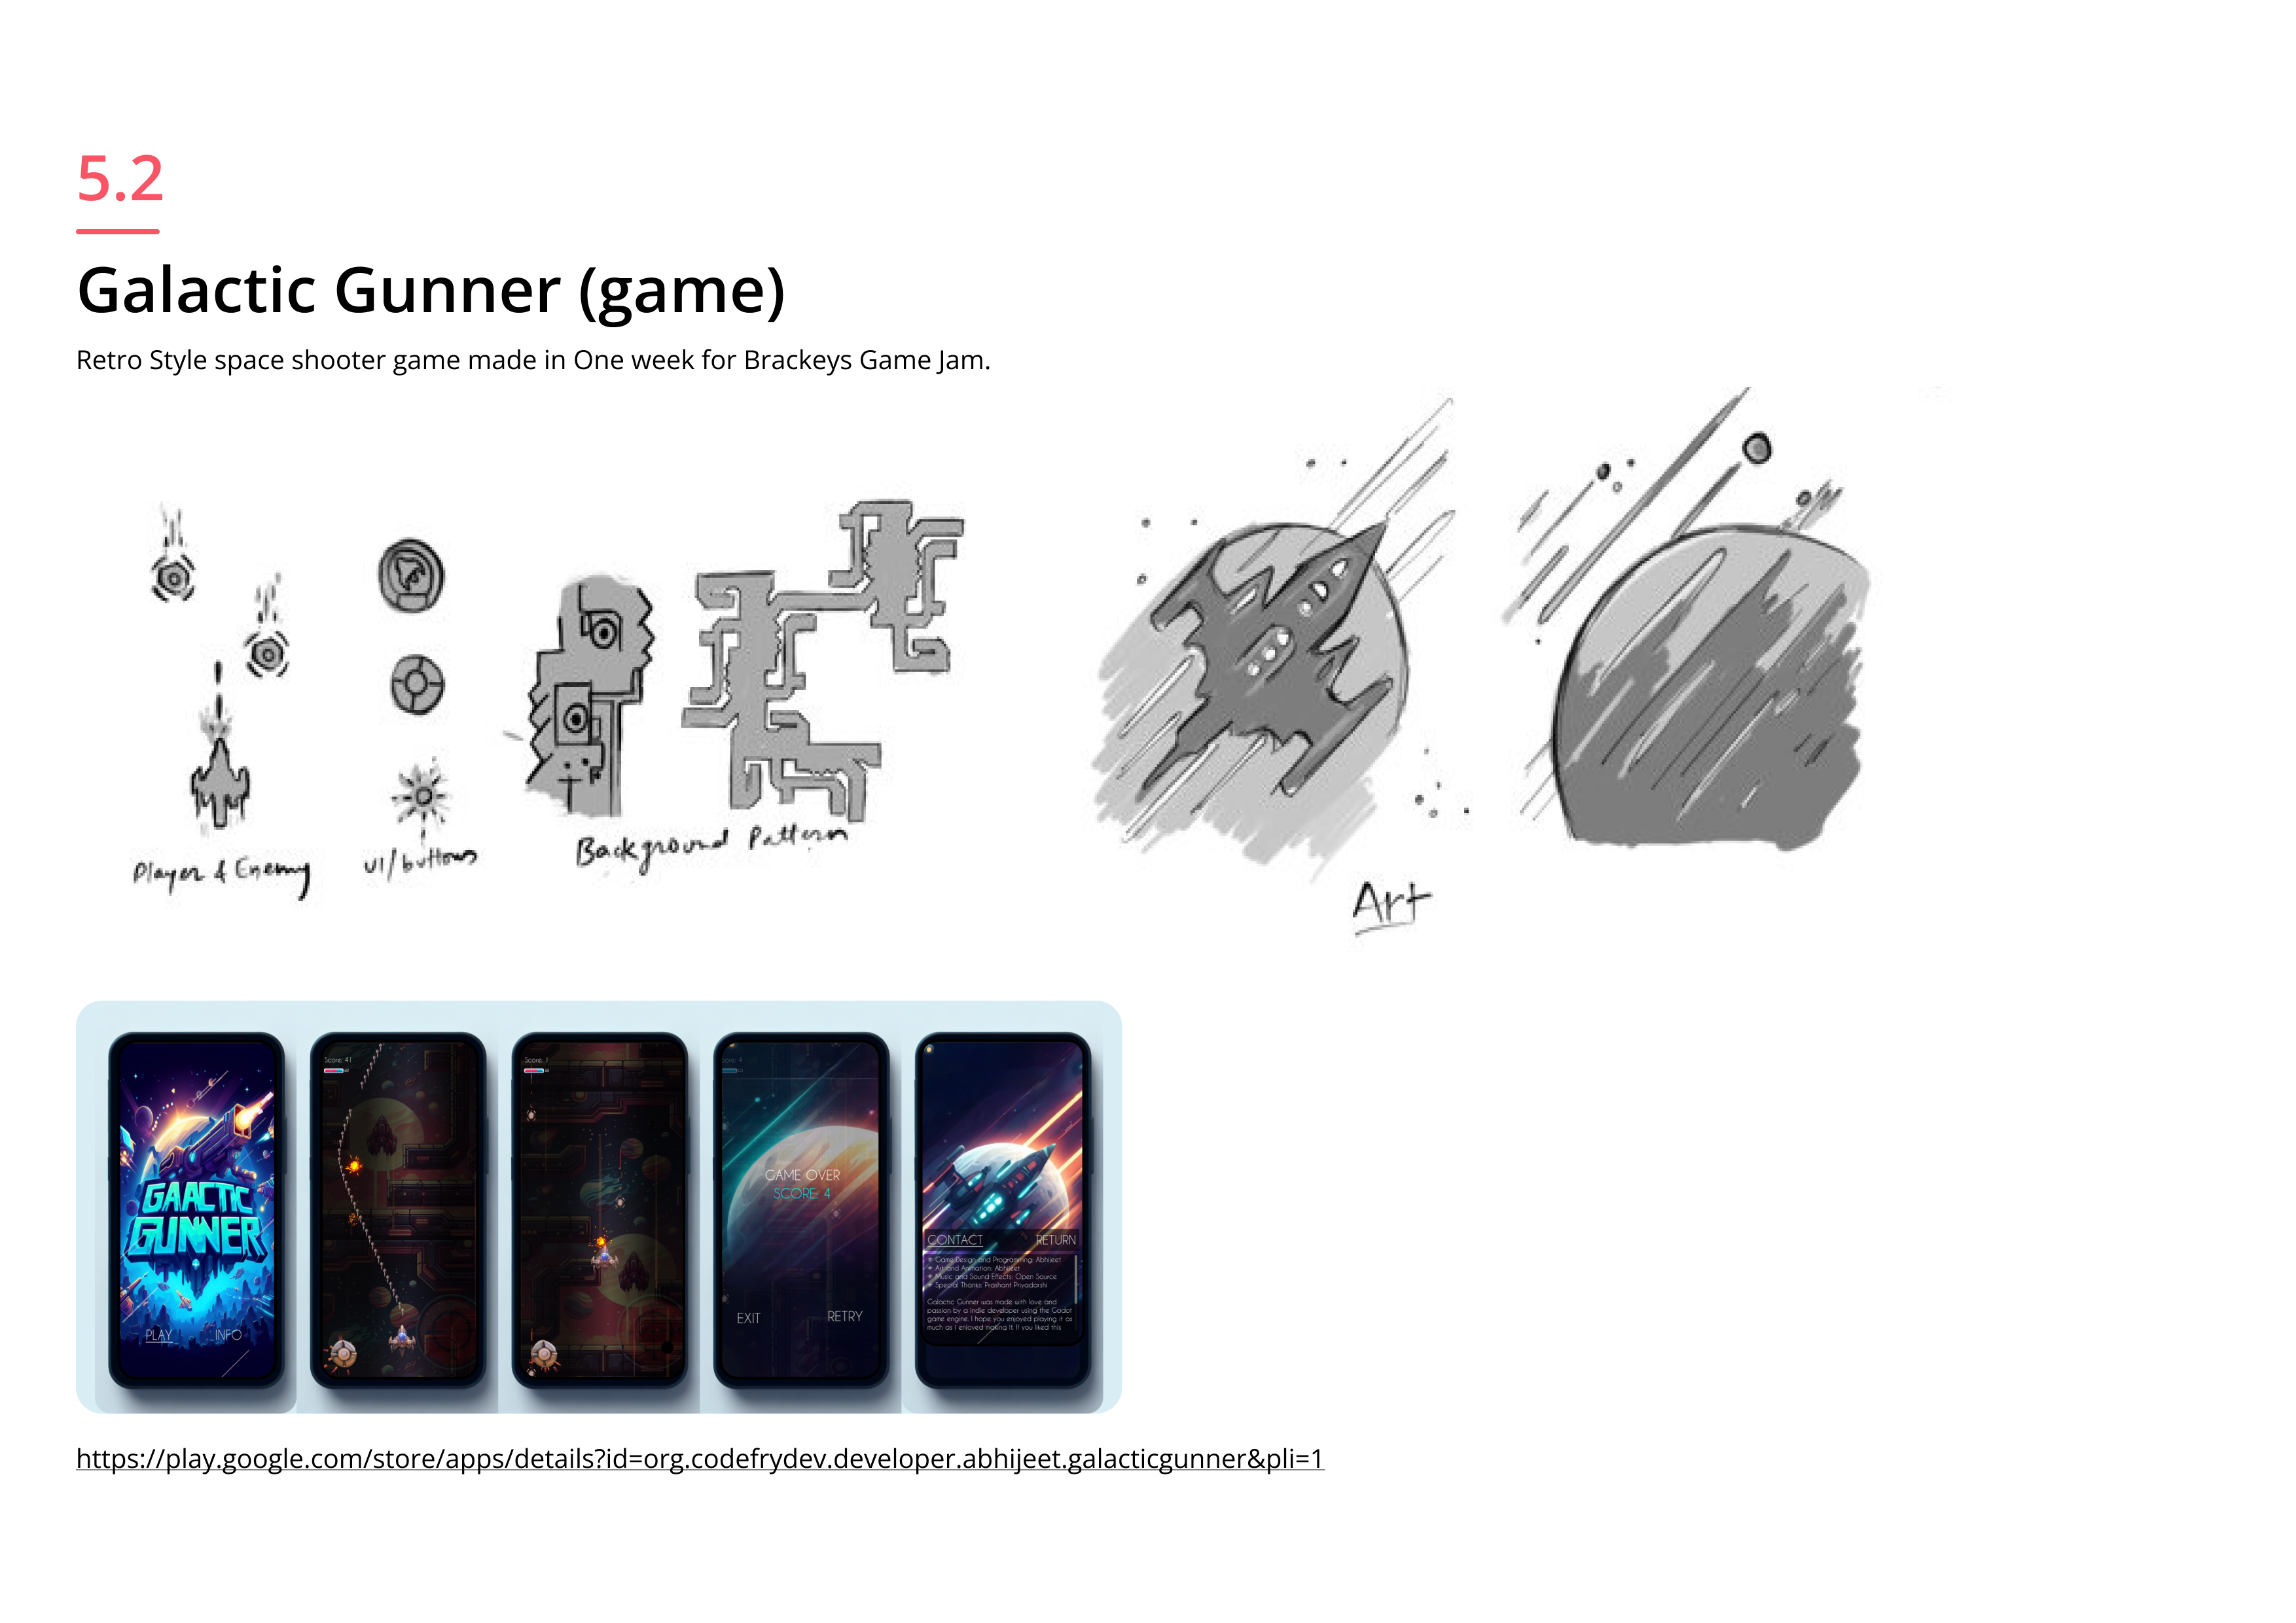 5.2
Galactic Gunner (game)
Retro Style space shooter game made in One week for Brackeys Game Jam.
Player & Enemy
UI/buttons
Background Pattern
Art
GAACTIC
GUNNER
PLAY INFO
Score: 41
Score: 1
GAME OVER
SCORE: 4
EXIT RETRY
CONTACT RETURN
* Game Design and Programming: Abhijeet
* Art and Animation: Abhijeet
* Music and Sound Effects: Open Source
* Special Thanks: Prashant Priyadarshi
Galactic Gunner was made with love and
passion by a indie developer using the Godot
game engine. I hope you enjoyed playing it as
much as i enjoyed making it. If you liked this
https://play.google.com/store/apps/details?id=org.codefrydev.developer.abhijeet.galacticgunner&pli=1